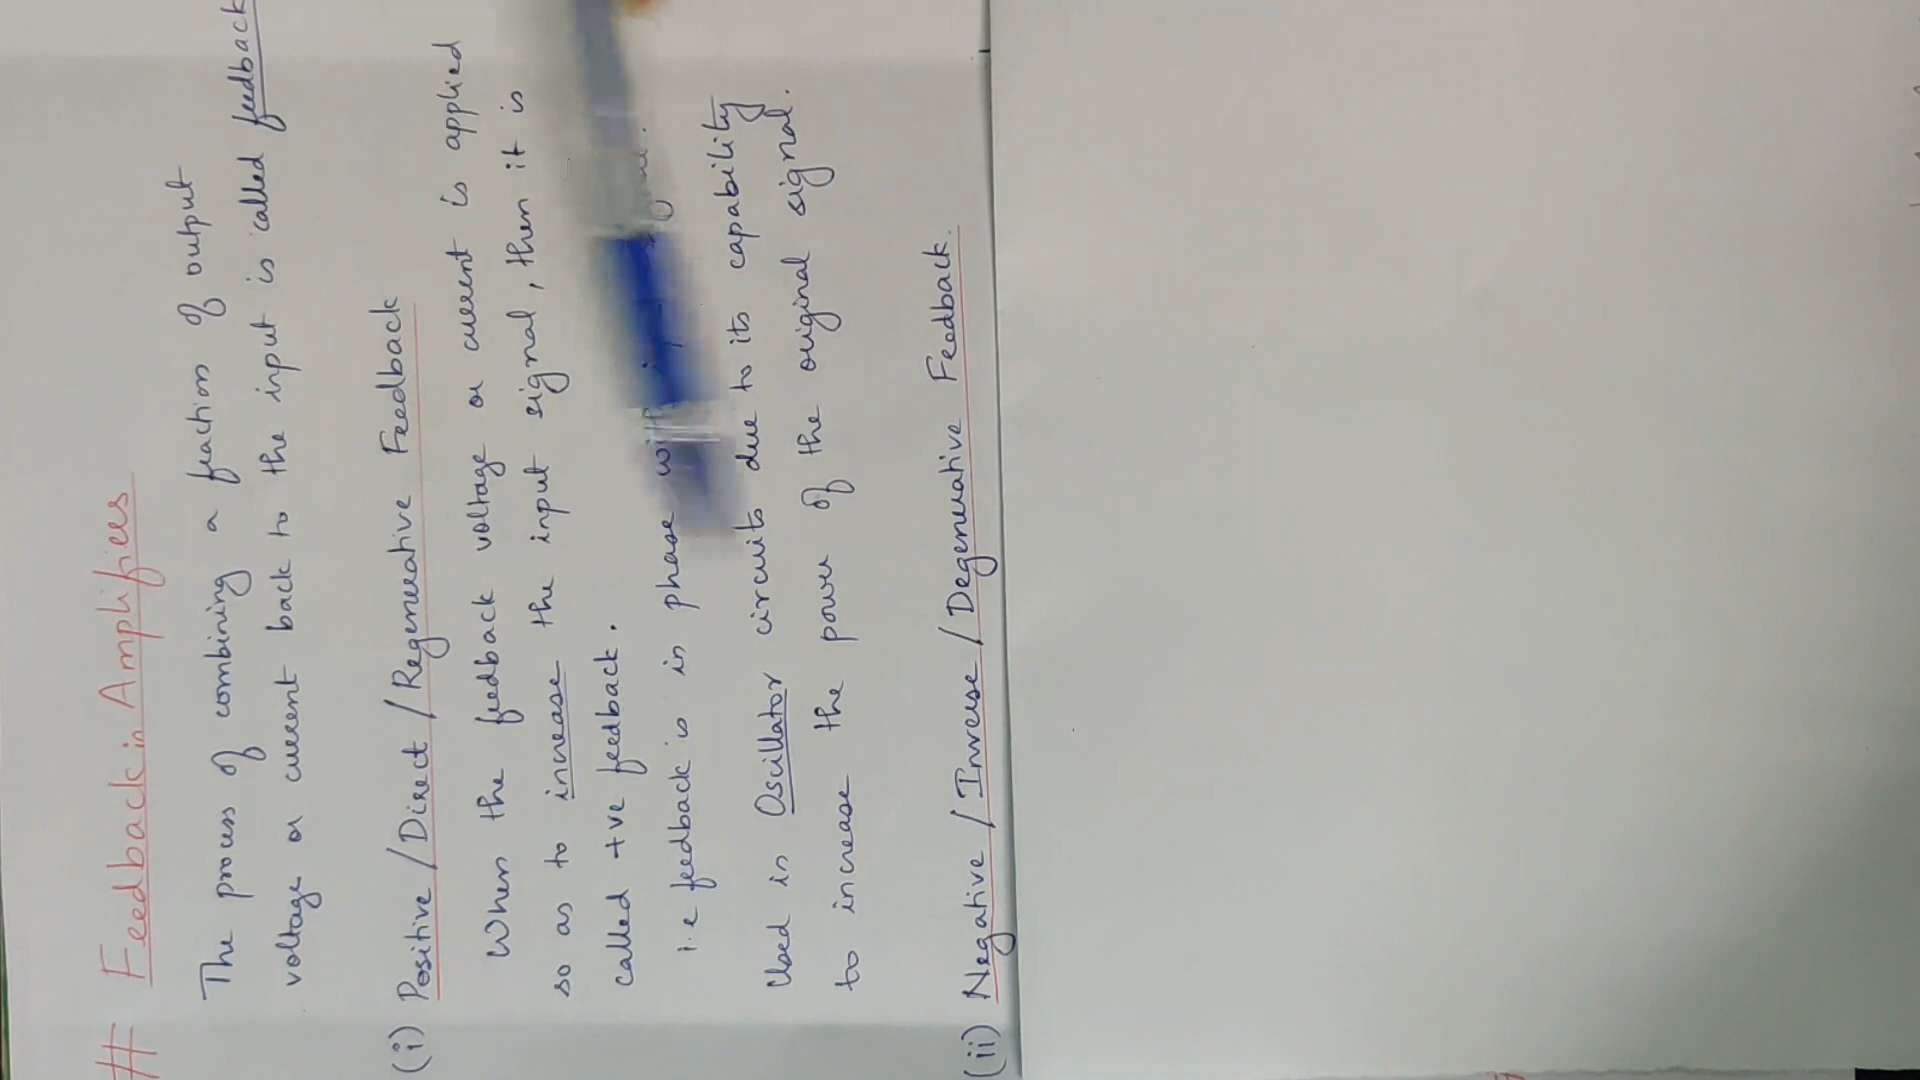 # Feedback in Amplifiers
The process of combining a fraction of output
voltage or current back to the input is called feedback
(i) Positive / Direct / Regenerative Feedback
When the feedback voltage or current is applied
so as to increase the input signal, then it is
called +ve feedback.
i.e feedback is in phase with
Used in Oscillator circuits due to its capability
to increase the power of the original signal.
(ii) Negative / Inverse / Degenerative Feedback.